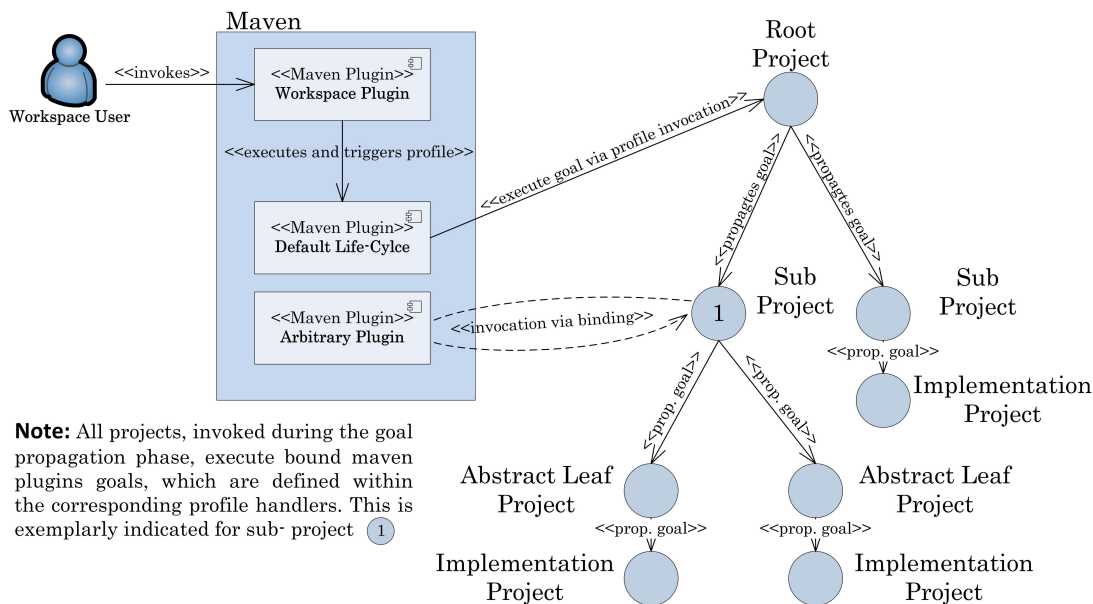 Maven
<<invokes>>
Workspace User
<<Maven Plugin>>
Workspace Plugin
<<executes and triggers profile>>
<<Maven Plugin>>
Default Life-Cylce
<<Maven Plugin>>
Arbitrary Plugin
<<invocation via binding>>
<<execute goal via profile invocation>>
Root
Project
<<propagtes goal>>
<<propagtes goal>>
1
Sub
Project
Sub
Project
<<prop. goal>>
Implementation
Project
<<prop. goal>>
<<prop. goal>>
Abstract Leaf
Project
Abstract Leaf
Project
<<prop. goal>>
<<prop. goal>>
Implementation
Project
Implementation
Project
Note: All projects, invoked during the goal
propagation phase, execute bound maven
plugins goals, which are defined within
the corresponding profile handlers. This is
exemplarly indicated for sub- project 1